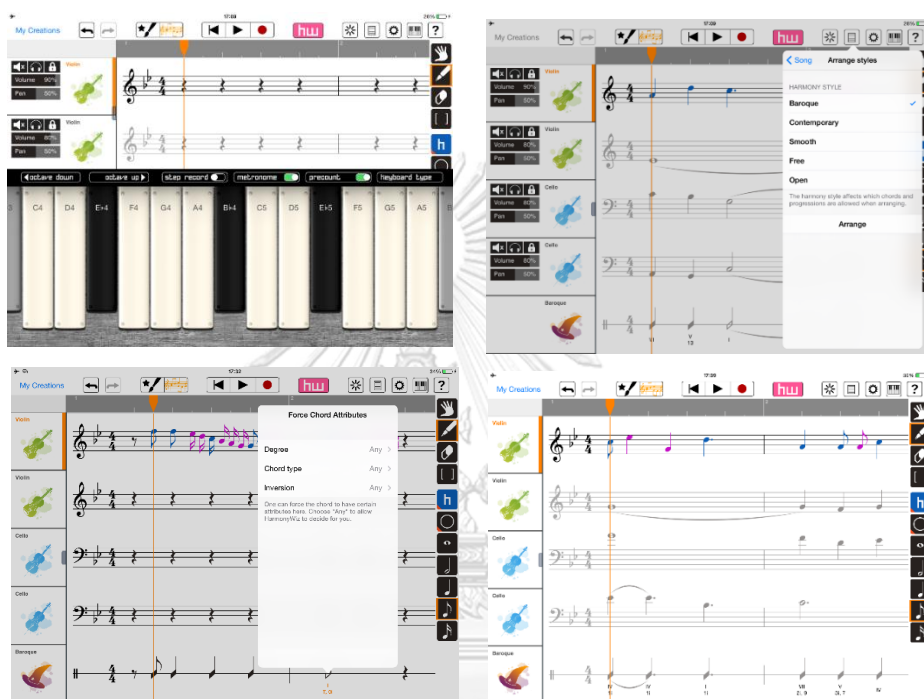 17:03 26%
My Creations hw ?
1 2
Violin
Volume 90%
Pan 50%
Violin
Volume 80%
Pan 50%
h
octave down octave up step record metronome precount keyboard type
C4 D4 E♭4 F4 G4 A4 B♭4 C5 D5 E♭5 F5 G5 A5
My Creations hw ?
Song Arrange styles
Violin
Volume 90%
Pan 50%
HARMONY STYLE
Baroque
Contemporary
Violin
Volume 80%
Pan 50%
Smooth
Free
Open
The harmony style affects which chords and
progressions are allowed when arranging.
Cello
Volume 80%
Pan 50%
Arrange
Cello
Volume 80%
Pan 50%
Baroque
My Creations hw ?
Violin
Force Chord Attributes
Degree Any
Chord type Any
Inversion Any
One can force the chord to have certain
attributes here. Choose "Any" to allow
HarmonyWiz to decide for you.
Violin
h
Cello
Cello
Baroque
My Creations hw ?
Violin
Violin
h
Cello
Cello
Baroque